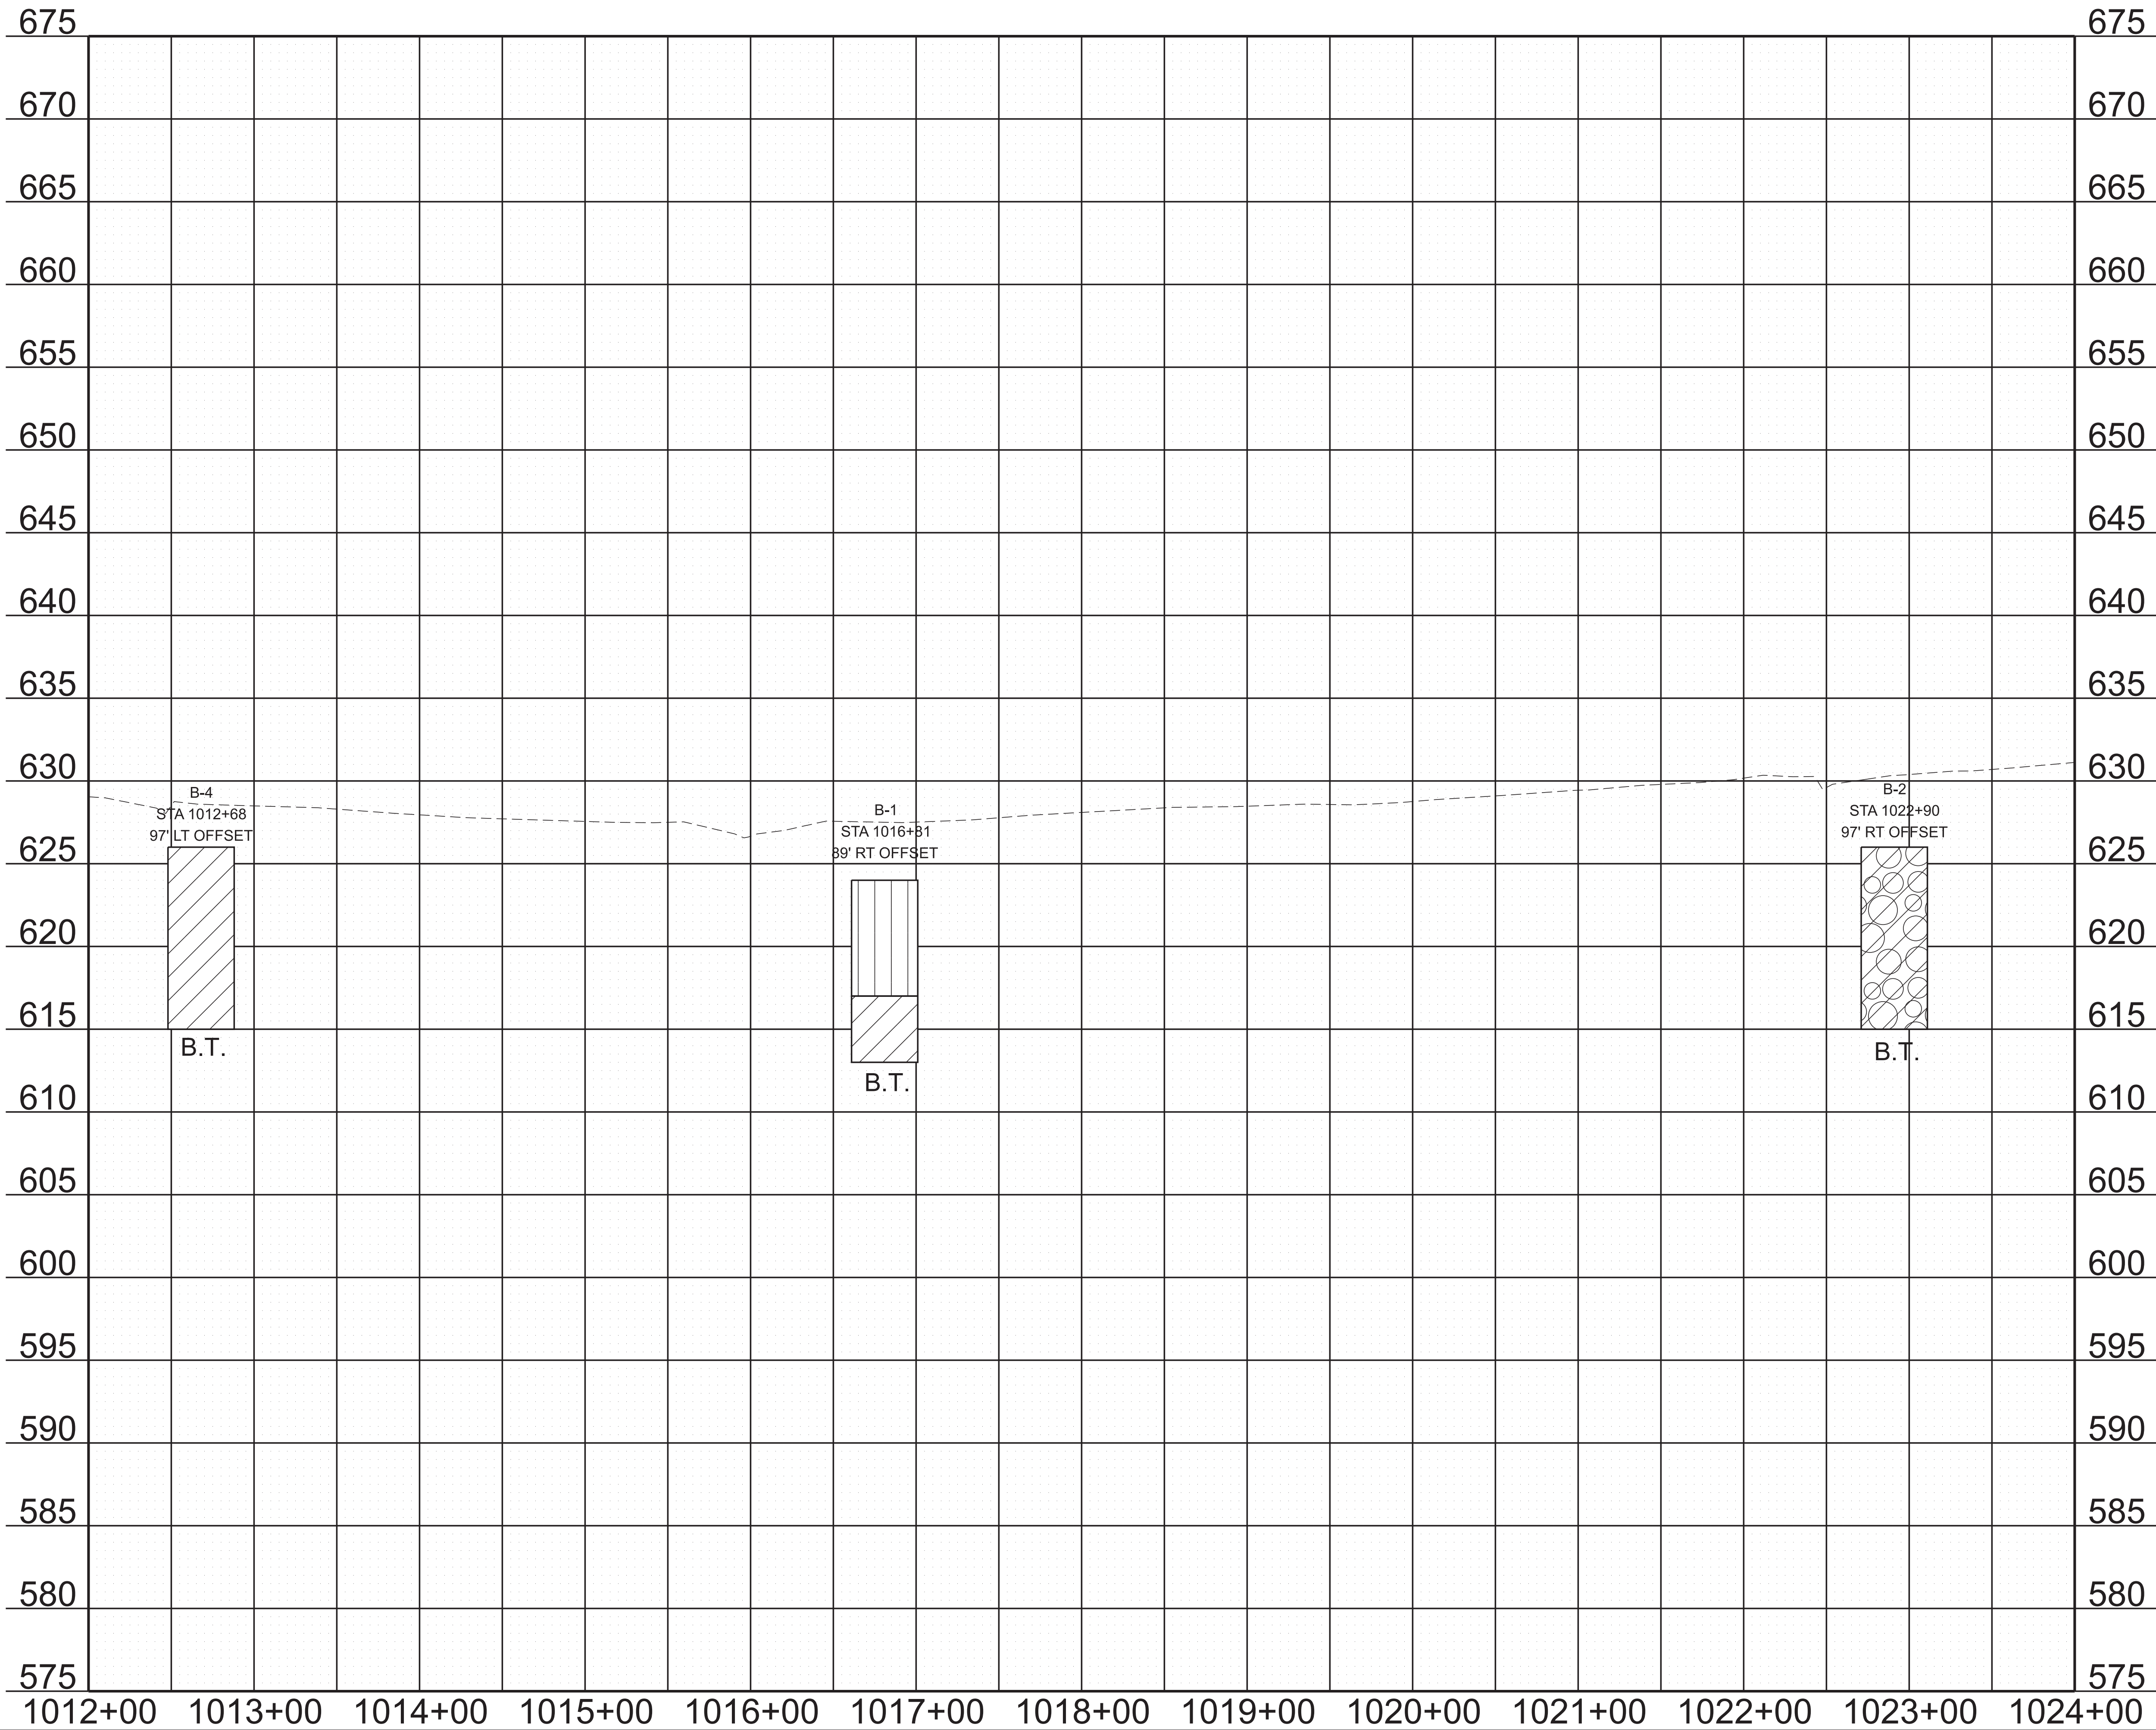 675 675
670 670
665 665
660 660
655 655
650 650
645 645
640 640
635 635
630 630
B-4
STA 1012+68
97' LT OFFSET
B-1
STA 1016+81
89' RT OFFSET
B-2
STA 1022+90
97' RT OFFSET
625 625
620 620
615 615
B.T.
B.T.
B.T.
610 610
605 605
600 600
595 595
590 590
585 585
580 580
575 575
1012+00 1013+00 1014+00 1015+00 1016+00 1017+00 1018+00 1019+00 1020+00 1021+00 1022+00 1023+00 1024+00